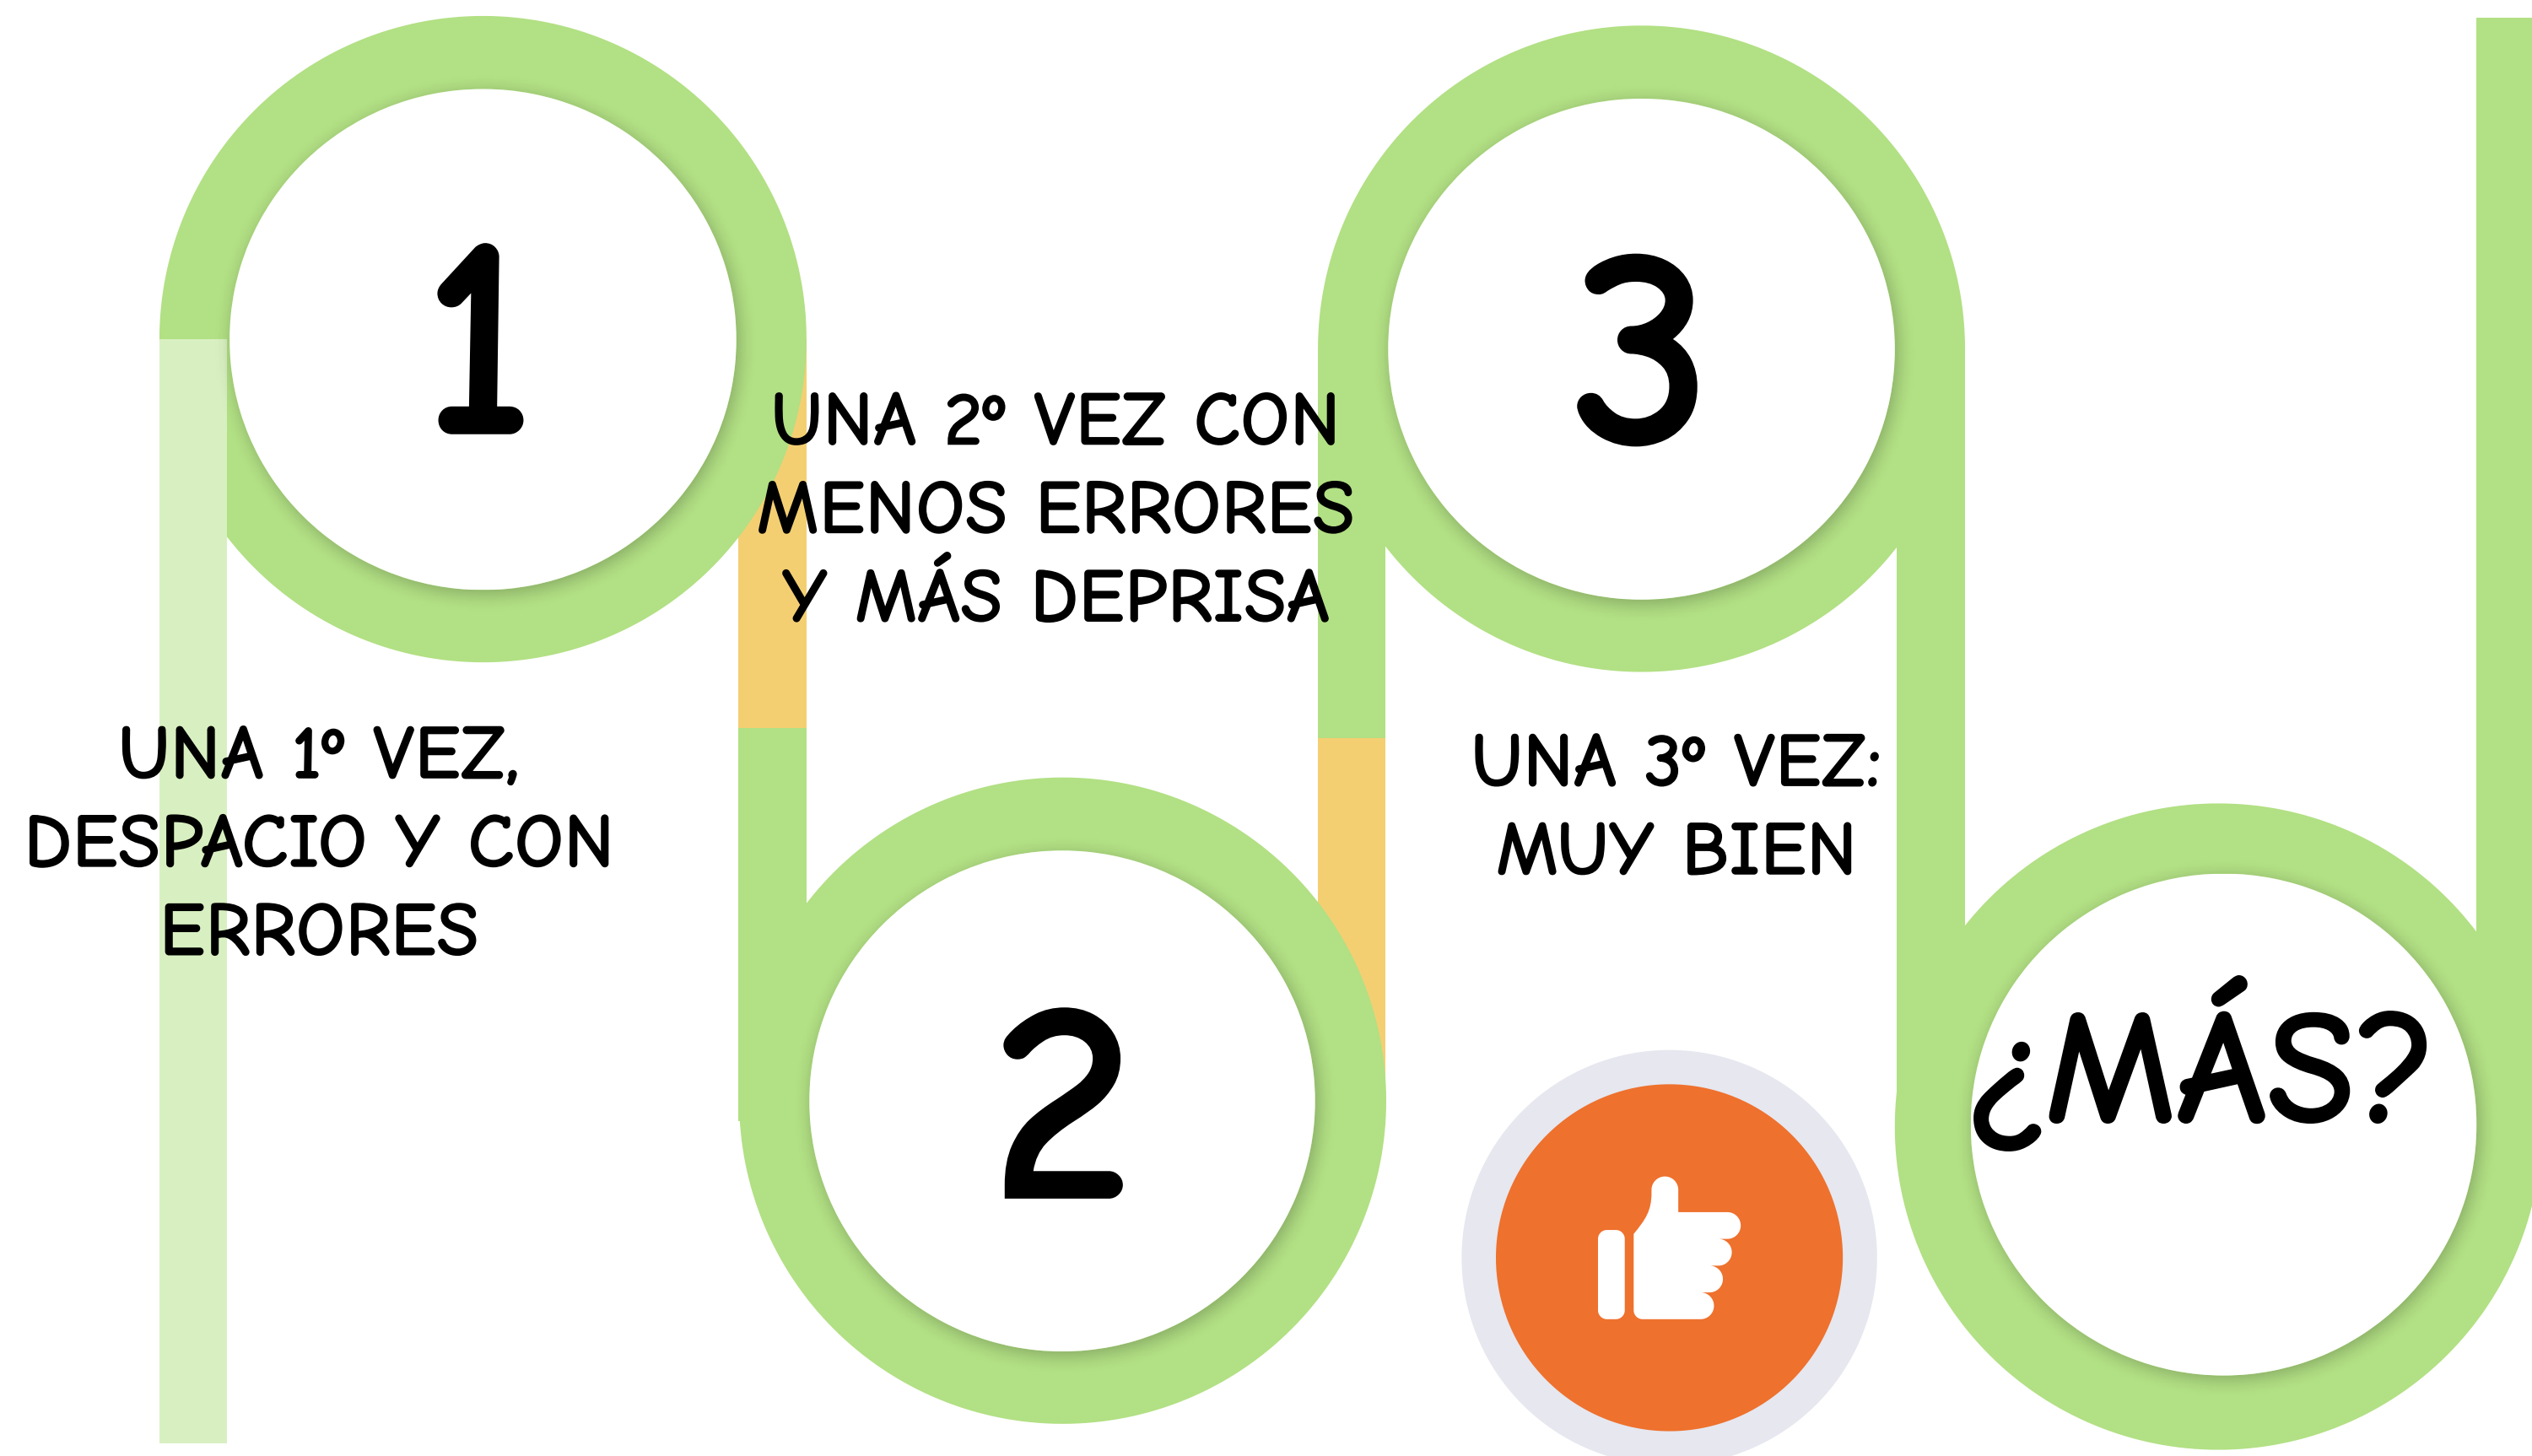 1
UNA 1º VEZ,
DESPACIO Y CON
ERRORES
UNA 2º VEZ CON
MENOS ERRORES
Y MÁS DEPRISA
2
3
UNA 3º VEZ:
MUY BIEN
¿MÁS?